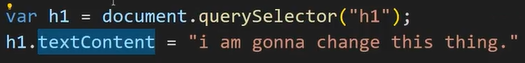 var h1 = document.querySelector("h1");
h1.textContent = "i am gonna change this thing."